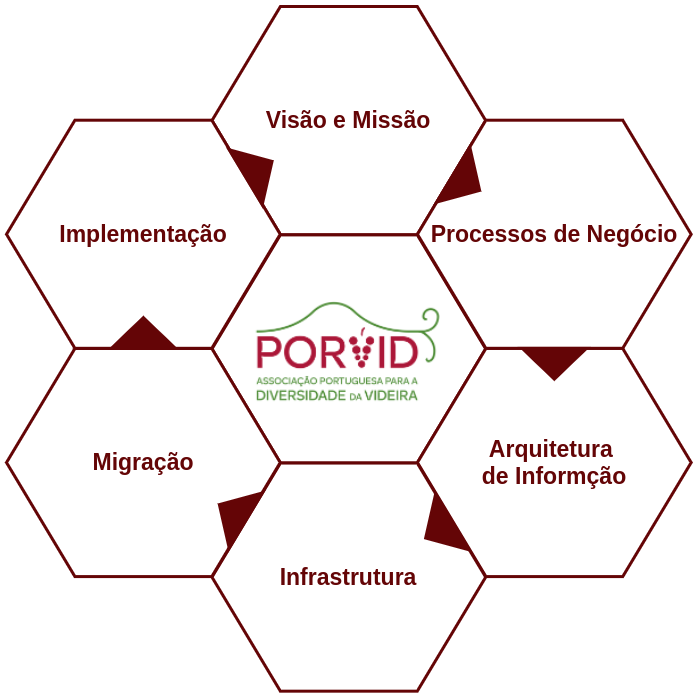 Visão e Missão
Implementação
Processos de Negócio
PORVID
ASSOCIAÇÃO PORTUGUESA PARA A
DIVERSIDADE DA VIDEIRA
Migração
Arquitetura
de Informção
Infrastrutura